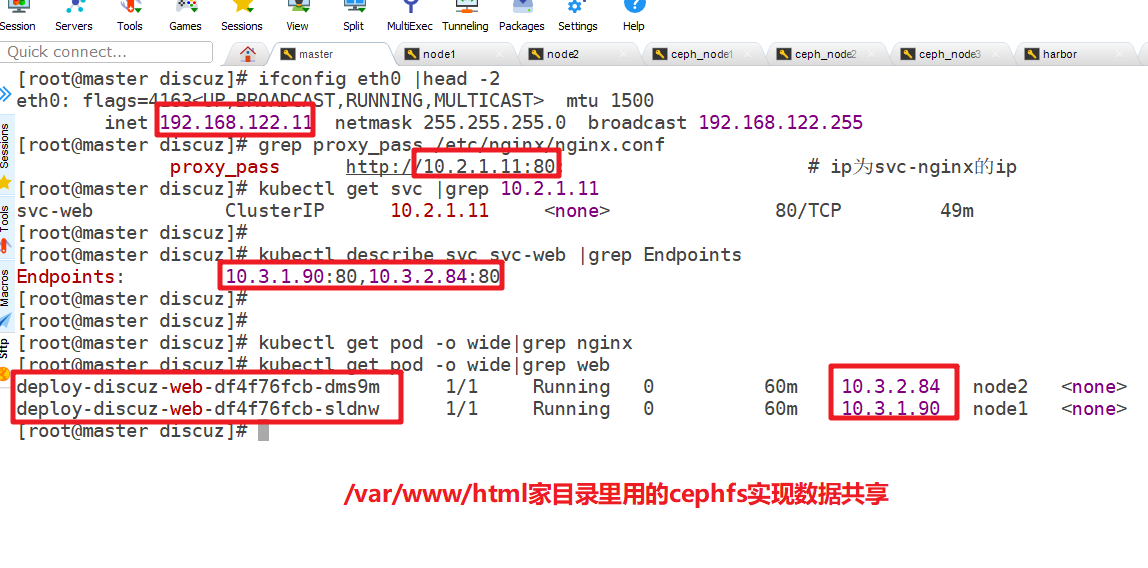 Session Servers Tools Games Sessions View Split MultiExec Tunneling Packages Settings Help
Quick connect...
master
node1
node2
ceph_node1
ceph_node2
ceph_node3
harbor
Sessions
Tools
Macros
Sftp
[root@master discuz]# ifconfig eth0 |head -2
eth0: flags=4163<UP,BROADCAST,RUNNING,MULTICAST>  mtu 1500
inet 192.168.122.11  netmask 255.255.255.0  broadcast 192.168.122.255
[root@master discuz]# grep proxy_pass /etc/nginx/nginx.conf
proxy_pass http://10.2.1.11:80; # ip为svc-nginx的ip
[root@master discuz]# kubectl get svc |grep 10.2.1.11
svc-web ClusterIP 10.2.1.11 <none> 80/TCP 49m
[root@master discuz]#
[root@master discuz]# kubectl describe svc svc-web |grep Endpoints
Endpoints: 10.3.1.90:80,10.3.2.84:80
[root@master discuz]#
[root@master discuz]#
[root@master discuz]# kubectl get pod -o wide|grep nginx
[root@master discuz]# kubectl get pod -o wide|grep web
deploy-discuz-web-df4f76fcb-dms9m 1/1 Running 0 60m 10.3.2.84 node2 <none>
deploy-discuz-web-df4f76fcb-sldnw 1/1 Running 0 60m 10.3.1.90 node1 <none>
[root@master discuz]#
/var/www/html家目录里用的cephfs实现数据共享